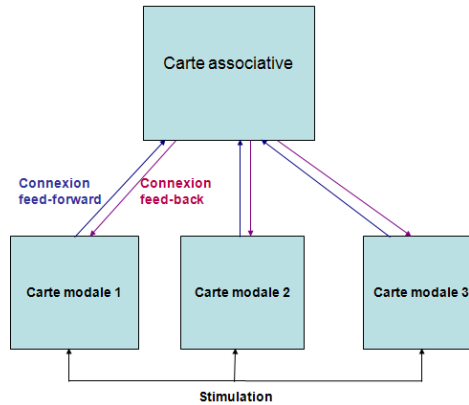 Carte associative
Connexion
feed-forward
Connexion
feed-back
Carte modale 1
Carte modale 2
Carte modale 3
Stimulation